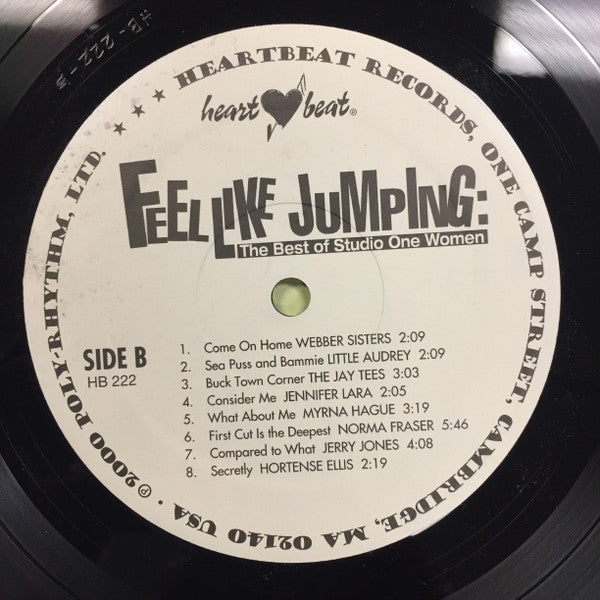 HB-222-B
★ ★ ★ HEARTBEAT RECORDS, ONE CAMP STREET, CAMBRIDGE, MA 02140 USA · ℗2000 POLY-RHYTHM, LTD.
heart beat®
FEEL LIKE JUMPING:
The Best of Studio One Women
SIDE B
HB 222
1. Come On Home WEBBER SISTERS 2:09
2. Sea Puss and Bammie LITTLE AUDREY 2:09
3. Buck Town Corner THE JAY TEES 3:03
4. Consider Me JENNIFER LARA 2:05
5. What About Me MYRNA HAGUE 3:19
6. First Cut Is the Deepest NORMA FRASER 5:46
7. Compared to What JERRY JONES 4:08
8. Secretly HORTENSE ELLIS 2:19